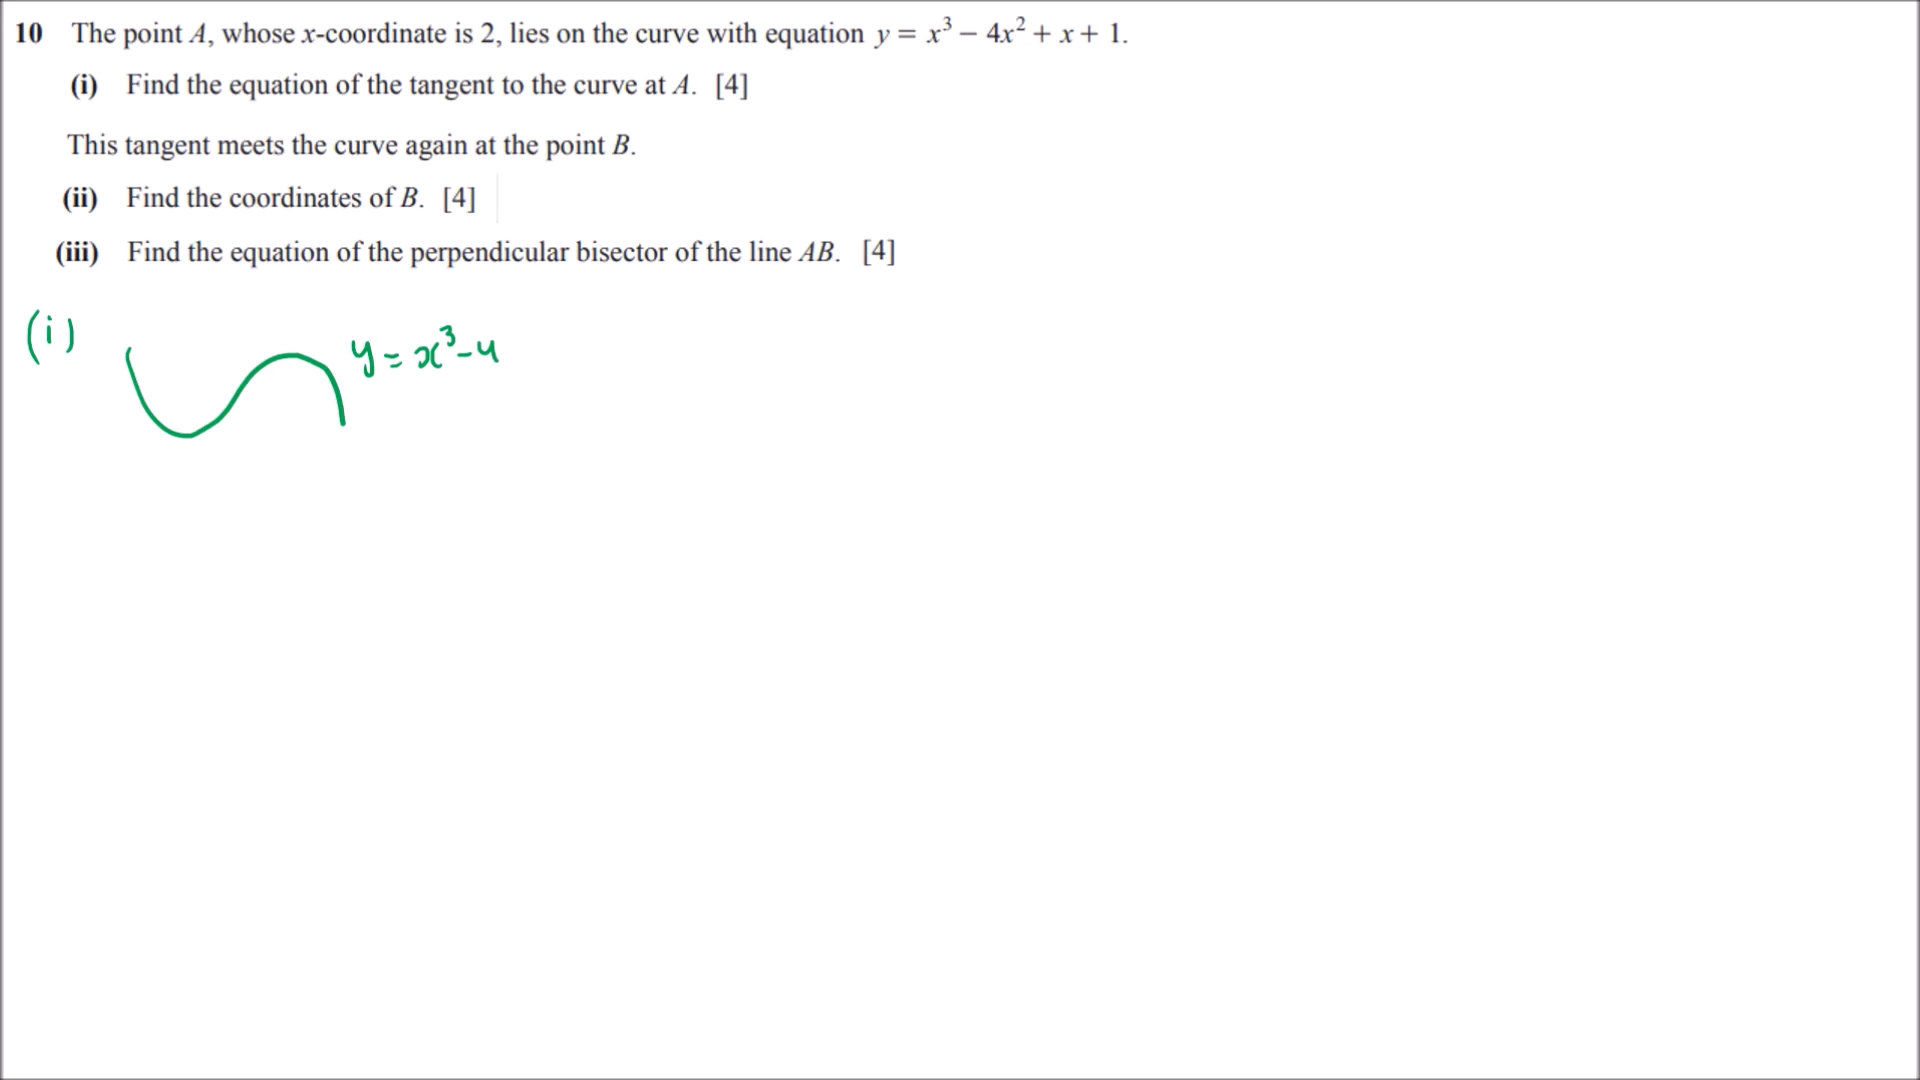 10 The point A, whose x-coordinate is 2, lies on the curve with equation y = x³ − 4x² + x + 1.
(i) Find the equation of the tangent to the curve at A. [4]
This tangent meets the curve again at the point B.
(ii) Find the coordinates of B. [4]
(iii) Find the equation of the perpendicular bisector of the line AB. [4]
(i) y = x³ - 4